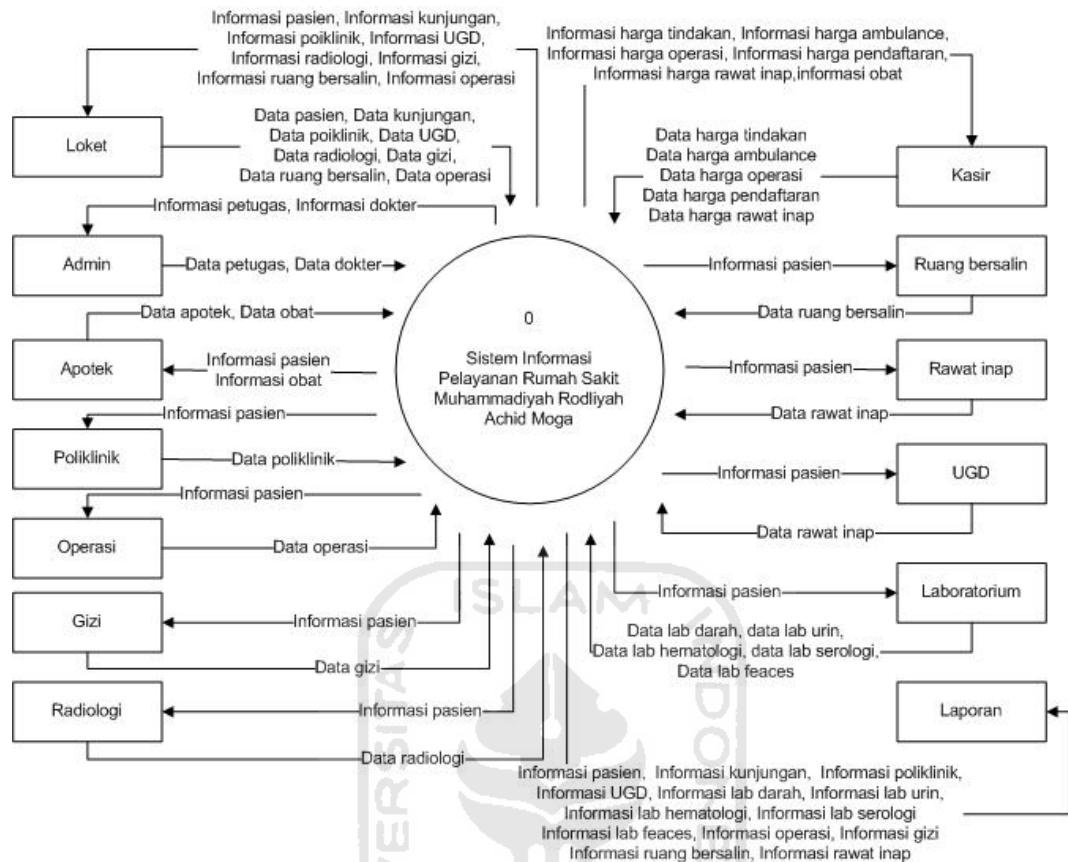 Informasi pasien, Informasi kunjungan,
Informasi poiklinik, Informasi UGD,
Informasi radiologi, Informasi gizi,
Informasi ruang bersalin, Informasi operasi
Informasi harga tindakan, Informasi harga ambulance,
Informasi harga operasi, Informasi harga pendaftaran,
Informasi harga rawat inap,informasi obat
Loket
Data pasien, Data kunjungan,
Data poiklinik, Data UGD,
Data radiologi, Data gizi,
Data ruang bersalin, Data operasi
Data harga tindakan
Data harga ambulance
Data harga operasi
Data harga pendaftaran
Data harga rawat inap
Kasir
Informasi petugas, Informasi dokter
Admin
Data petugas, Data dokter
Informasi pasien
Ruang bersalin
Data ruang bersalin
Data apotek, Data obat
Apotek
Informasi pasien
Informasi obat
0
Sistem Informasi
Pelayanan Rumah Sakit
Muhammadiyah Rodliyah
Achid Moga
Informasi pasien
Rawat inap
Data rawat inap
Informasi pasien
Poliklinik
Data poliklinik
Informasi pasien
UGD
Data rawat inap
Informasi pasien
Operasi
Data operasi
Informasi pasien
Laboratorium
Data lab darah, data lab urin,
Data lab hematologi, data lab serologi,
Data lab feaces
Gizi
Informasi pasien
Data gizi
Radiologi
Informasi pasien
Data radiologi
Laporan
Informasi pasien, Informasi kunjungan, Informasi poliklinik,
Informasi UGD, Informasi lab darah, Informasi lab urin,
Informasi lab hematologi, Informasi lab serologi
Informasi lab feaces, Informasi operasi, Informasi gizi
Informasi ruang bersalin, Informasi rawat inap
ISLAM